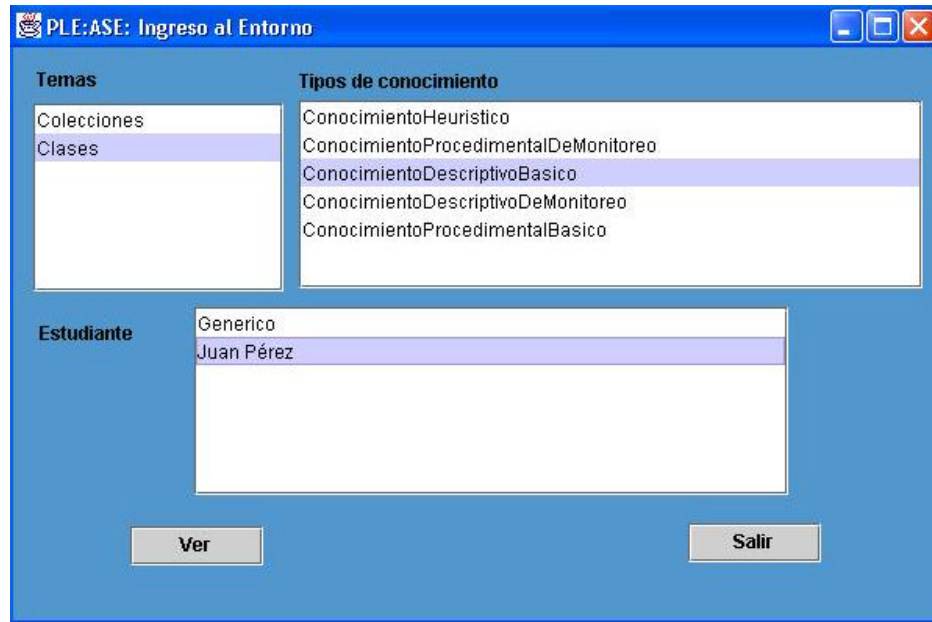 PLE:ASE: Ingreso al Entorno
Temas
Tipos de conocimiento
Colecciones
Clases
ConocimientoHeuristico
ConocimientoProcedimentalDeMonitoreo
ConocimientoDescriptivoBasico
ConocimientoDescriptivoDeMonitoreo
ConocimientoProcedimentalBasico
Estudiante
Generico
Juan Pérez
Ver
Salir